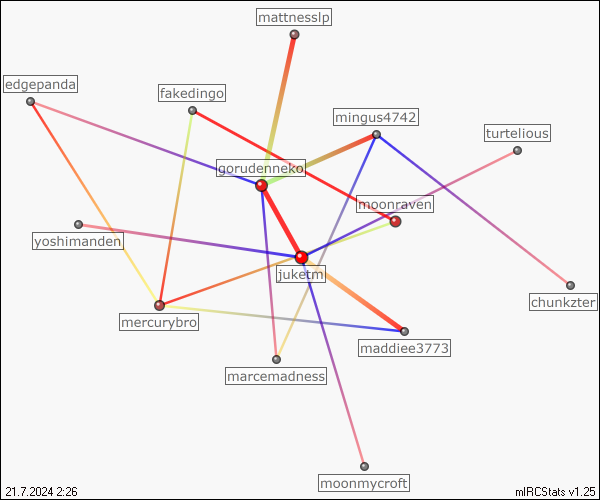 mattnesslp
edgepanda
fakedingo
mingus4742
turtelious
gorudenneko
moonraven
yoshimanden
juketm
chunkzter
mercurybro
maddiee3773
marcemadness
moonmycroft
21.7.2024 2:26
mIRCStats v1.25